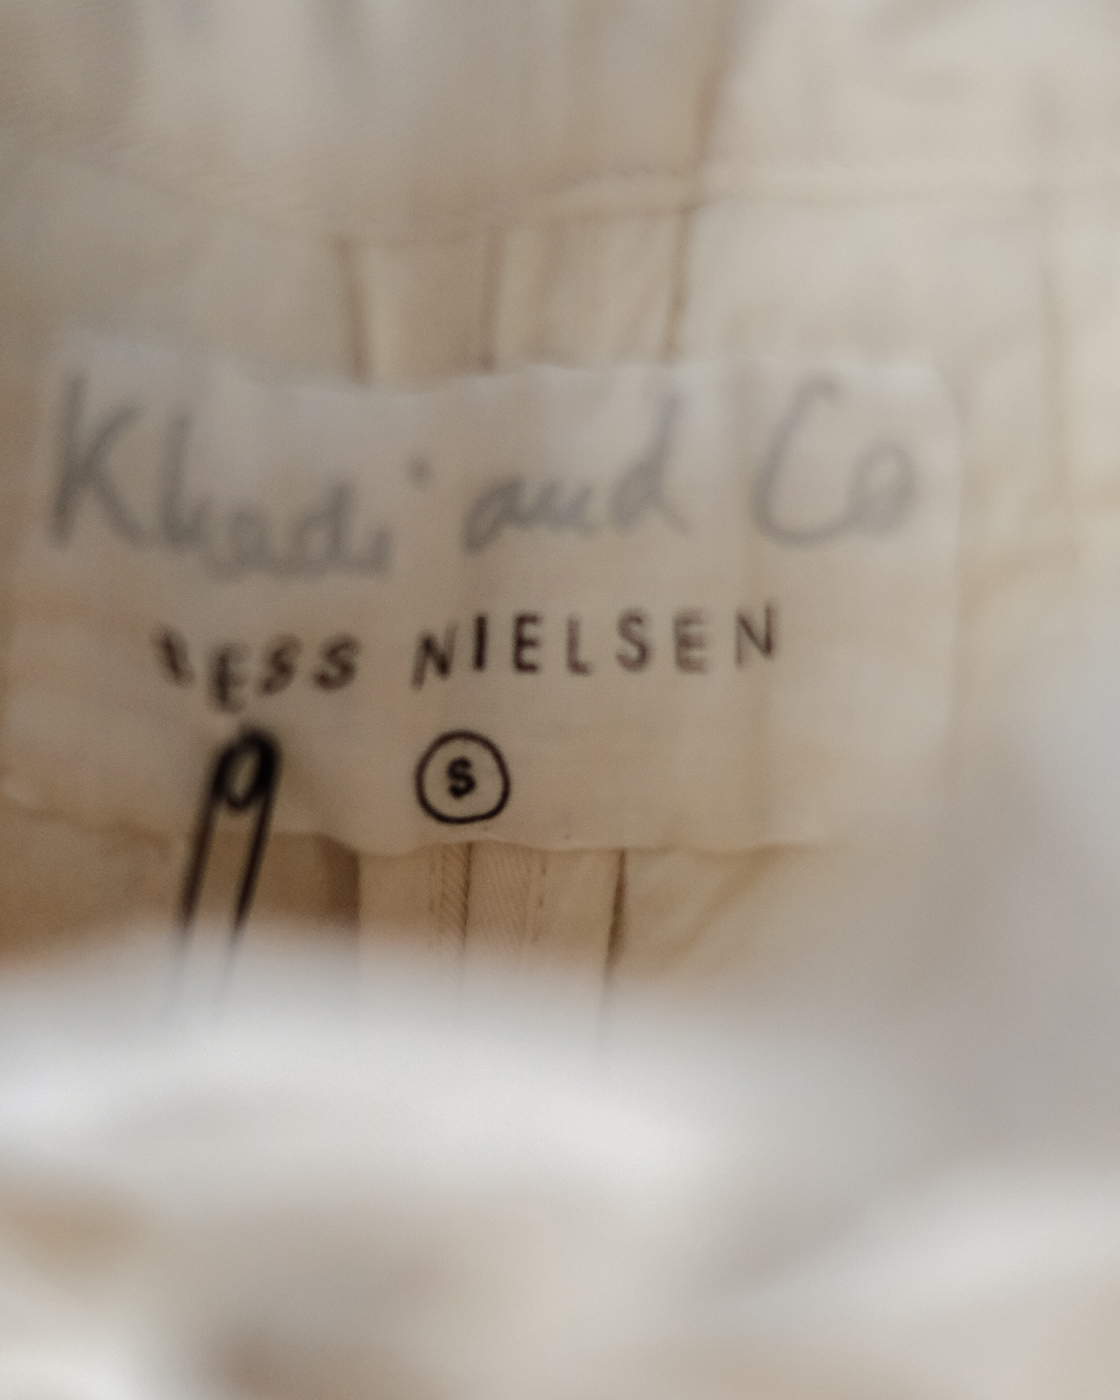 Khadi and Co
BESS NIELSEN
S